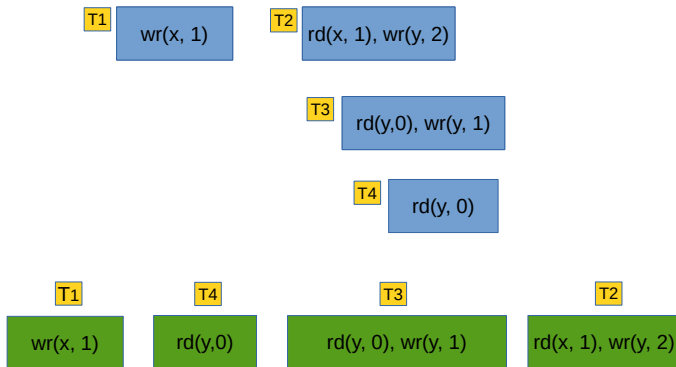 T1
wr(x, 1)
T2
rd(x, 1), wr(y, 2)
T3
rd(y,0), wr(y, 1)
T4
rd(y, 0)
T1
T4
T3
T2
wr(x, 1)
rd(y,0)
rd(y, 0), wr(y, 1)
rd(x, 1), wr(y, 2)